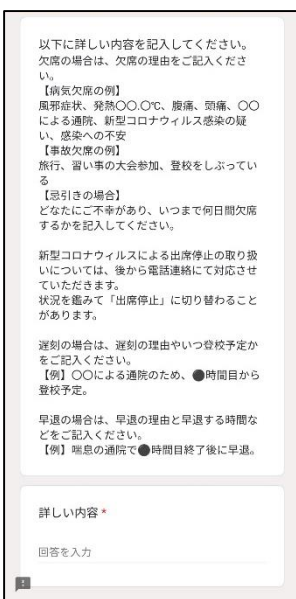 以下に詳しい内容を記入してください。
欠席の場合は、欠席の理由をご記入くださ
い。
【病気欠席の例】
風邪症状、発熱〇〇.〇℃、腹痛、頭痛、〇〇
による通院、新型コロナウィルス感染の疑
い、感染への不安
【事故欠席の例】
旅行、習い事の大会参加、登校をしぶってい
る
【忌引きの場合】
どなたにご不幸があり、いつまで何日間欠席
するかを記入してください。
新型コロナウィルスによる出席停止の取り扱
いについては、後から電話連絡にて対応させ
ていただきます。
状況を鑑みて「出席停止」に切り替わること
があります。
遅刻の場合は、遅刻の理由やいつ登校予定か
をご記入ください。
【例】〇〇による通院のため、●時間目から
登校予定。
早退の場合は、早退の理由と早退する時間な
どをご記入ください。
【例】喘息の通院で●時間目終了後に早退。
詳しい内容 *
回答を入力